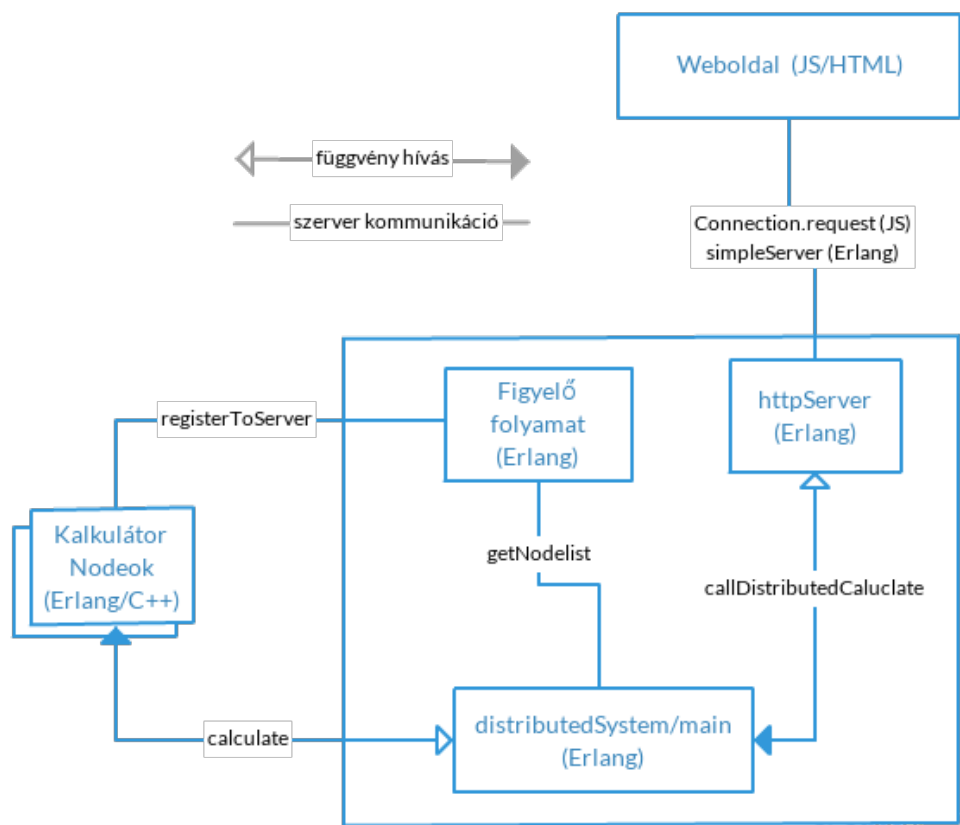 Weboldal (JS/HTML)
függvény hívás
szerver kommunikáció
Connection.request (JS)
simpleServer (Erlang)
Figyelő
folyamat
(Erlang)
httpServer
(Erlang)
registerToServer
Kalkulátor
Nodeok
(Erlang/C++)
getNodelist
callDistributedCaluclate
calculate
distributedSystem/main
(Erlang)